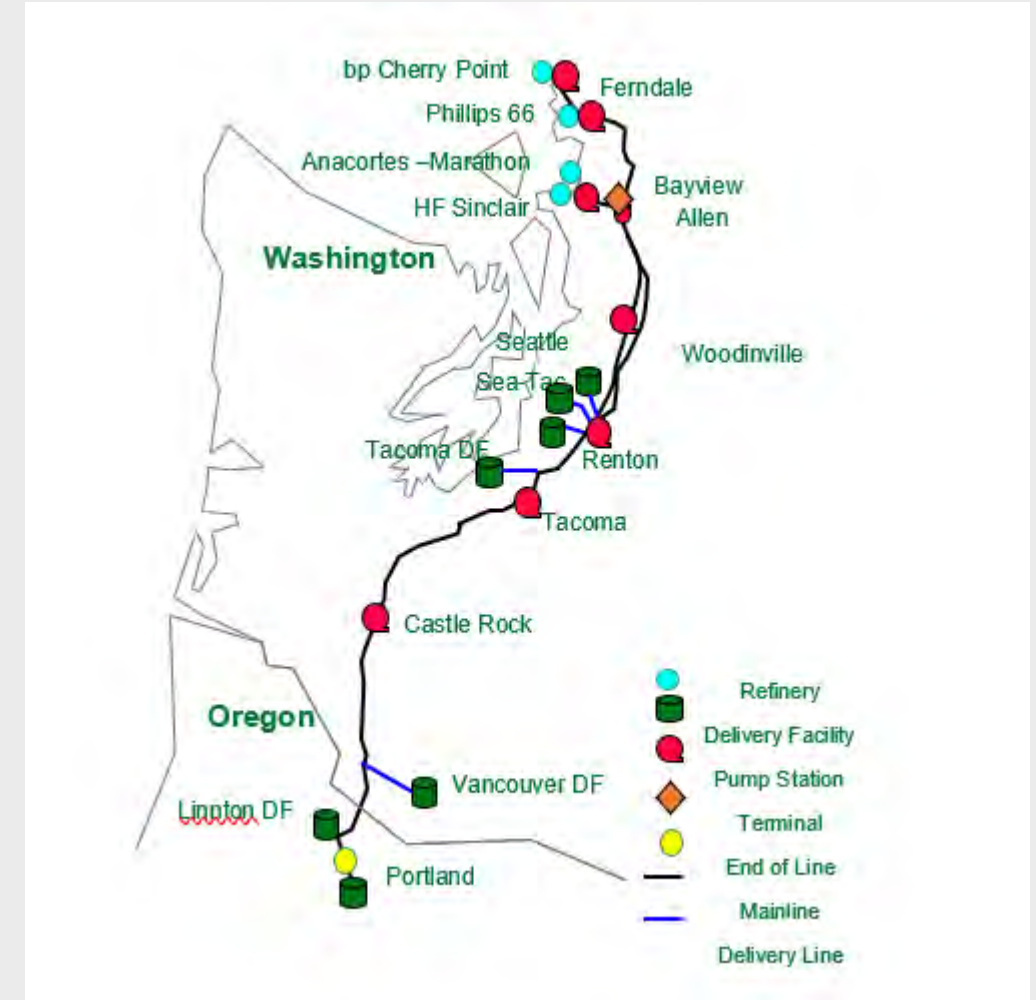 bp Cherry Point
Ferndale
Phillips 66
Anacortes –Marathon
Bayview
Allen
HF Sinclair
Washington
Seattle
Woodinville
Sea-Tac
Tacoma DF
Renton
Tacoma
Castle Rock
Refinery
Oregon
Delivery Facility
Pump Station
Vancouver DF
Linnton DF
Terminal
End of Line
Portland
Mainline
Delivery Line